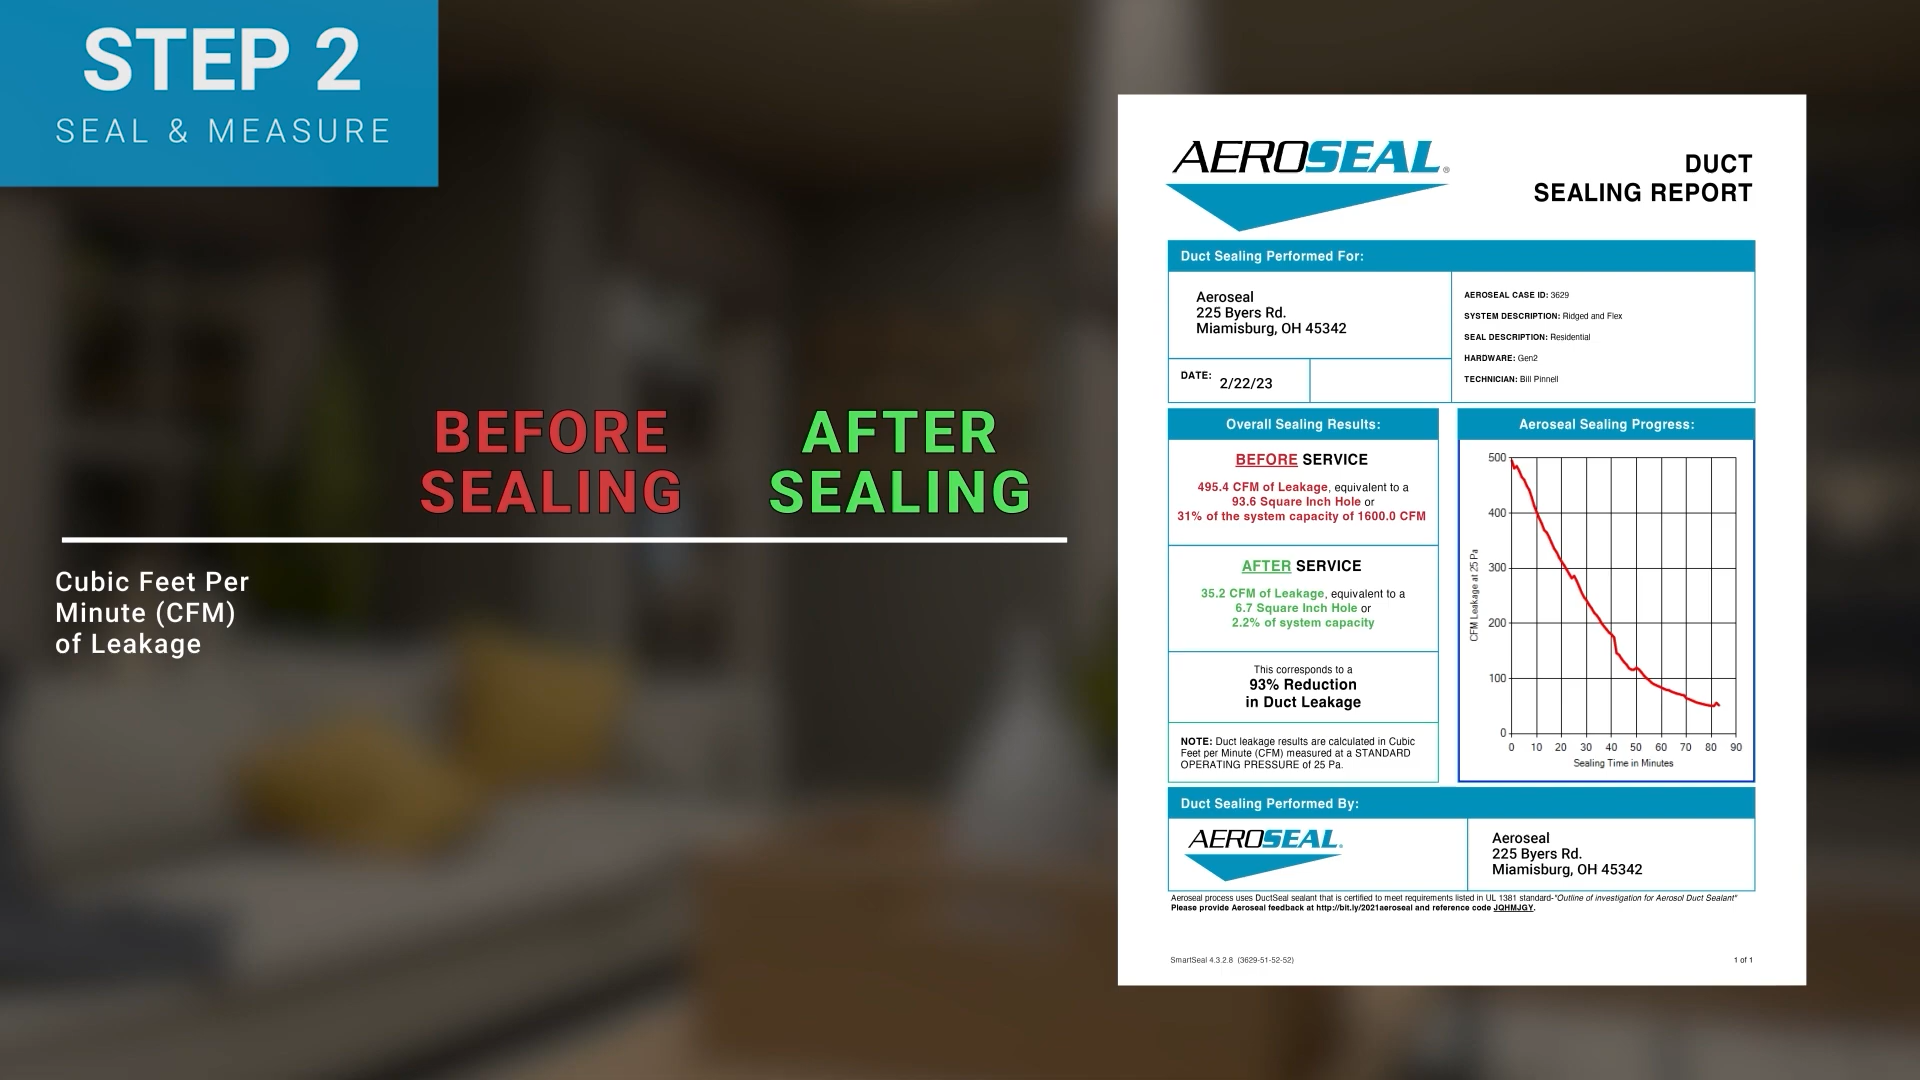 STEP 2
SEAL & MEASURE
BEFORE
SEALING
AFTER
SEALING
Cubic Feet Per
Minute (CFM)
of Leakage
AEROSEAL®
DUCT
SEALING REPORT
Duct Sealing Performed For:
Aeroseal
225 Byers Rd.
Miamisburg, OH 45342
DATE: 2/22/23
AEROSEAL CASE ID: 3629
SYSTEM DESCRIPTION: Ridged and Flex
SEAL DESCRIPTION: Residential
HARDWARE: Gen2
TECHNICIAN: Bill Pinnell
Overall Sealing Results:
BEFORE SERVICE
495.4 CFM of Leakage, equivalent to a
93.6 Square Inch Hole or
31% of the system capacity of 1600.0 CFM
AFTER SERVICE
35.2 CFM of Leakage, equivalent to a
6.7 Square Inch Hole or
2.2% of system capacity
This corresponds to a
93% Reduction
in Duct Leakage
NOTE: Duct leakage results are calculated in Cubic
Feet per Minute (CFM) measured at a STANDARD
OPERATING PRESSURE of 25 Pa.
Aeroseal Sealing Progress:
CFM Leakage at 25 Pa
500
400
300
200
100
0
0 10 20 30 40 50 60 70 80 90
Sealing Time in Minutes
Duct Sealing Performed By:
AEROSEAL®
Aeroseal
225 Byers Rd.
Miamisburg, OH 45342
Aeroseal process uses DuctSeal sealant that is certified to meet requirements listed in UL 1381 standard-"Outline of investigation for Aerosol Duct Sealant"
Please provide Aeroseal feedback at http://bit.ly/2021aeroseal and reference code JQHMJGY.
SmartSeal 4.3.2.8 (3629-51-52-52)
1 of 1